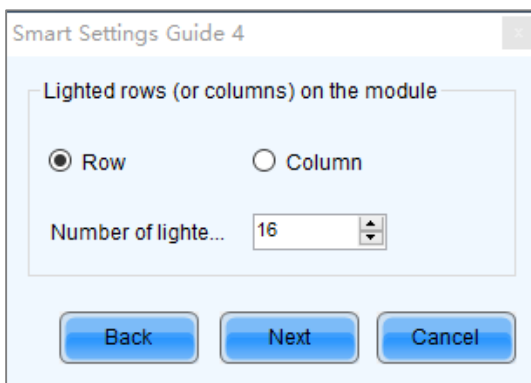 Smart Settings Guide 4
Lighted rows (or columns) on the module
Row Column
Number of lighte... 16
Back Next Cancel